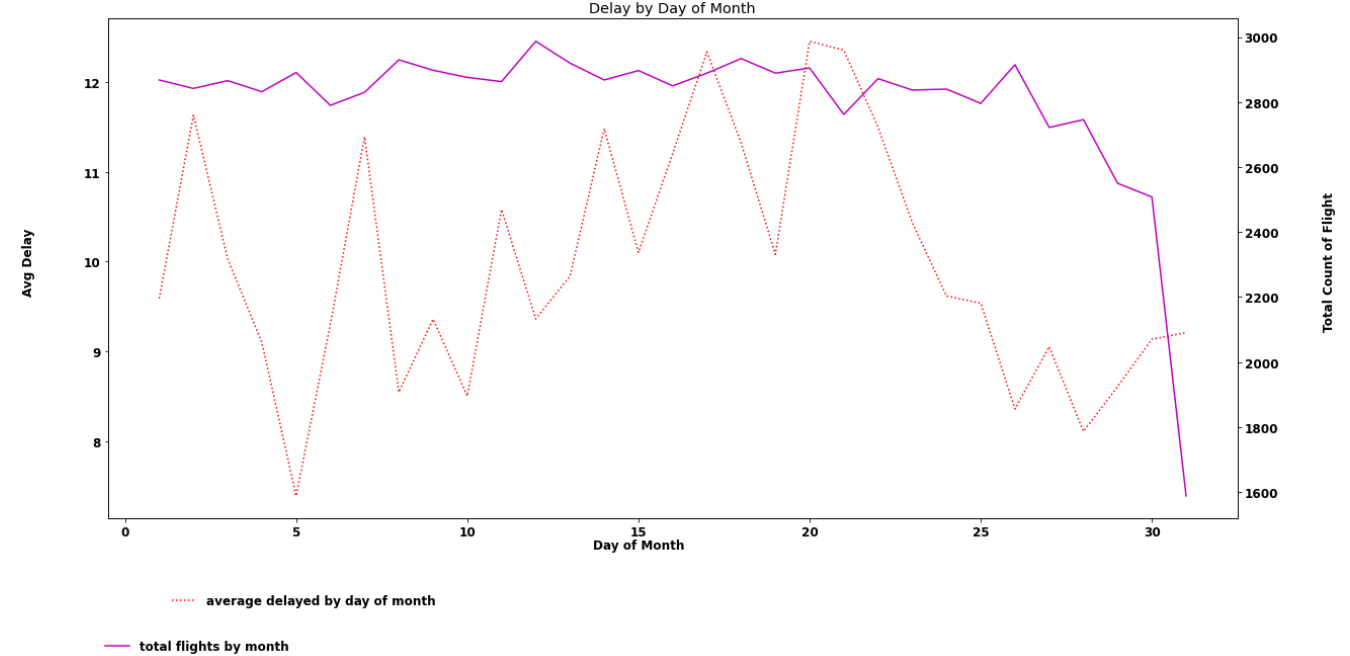 Delay by Day of Month
12
11
10
9
8
Avg Delay
3000
2800
2600
2400
2200
2000
1800
1600
Total Count of Flight
0 5 10 15 20 25 30
Day of Month
average delayed by day of month
total flights by month